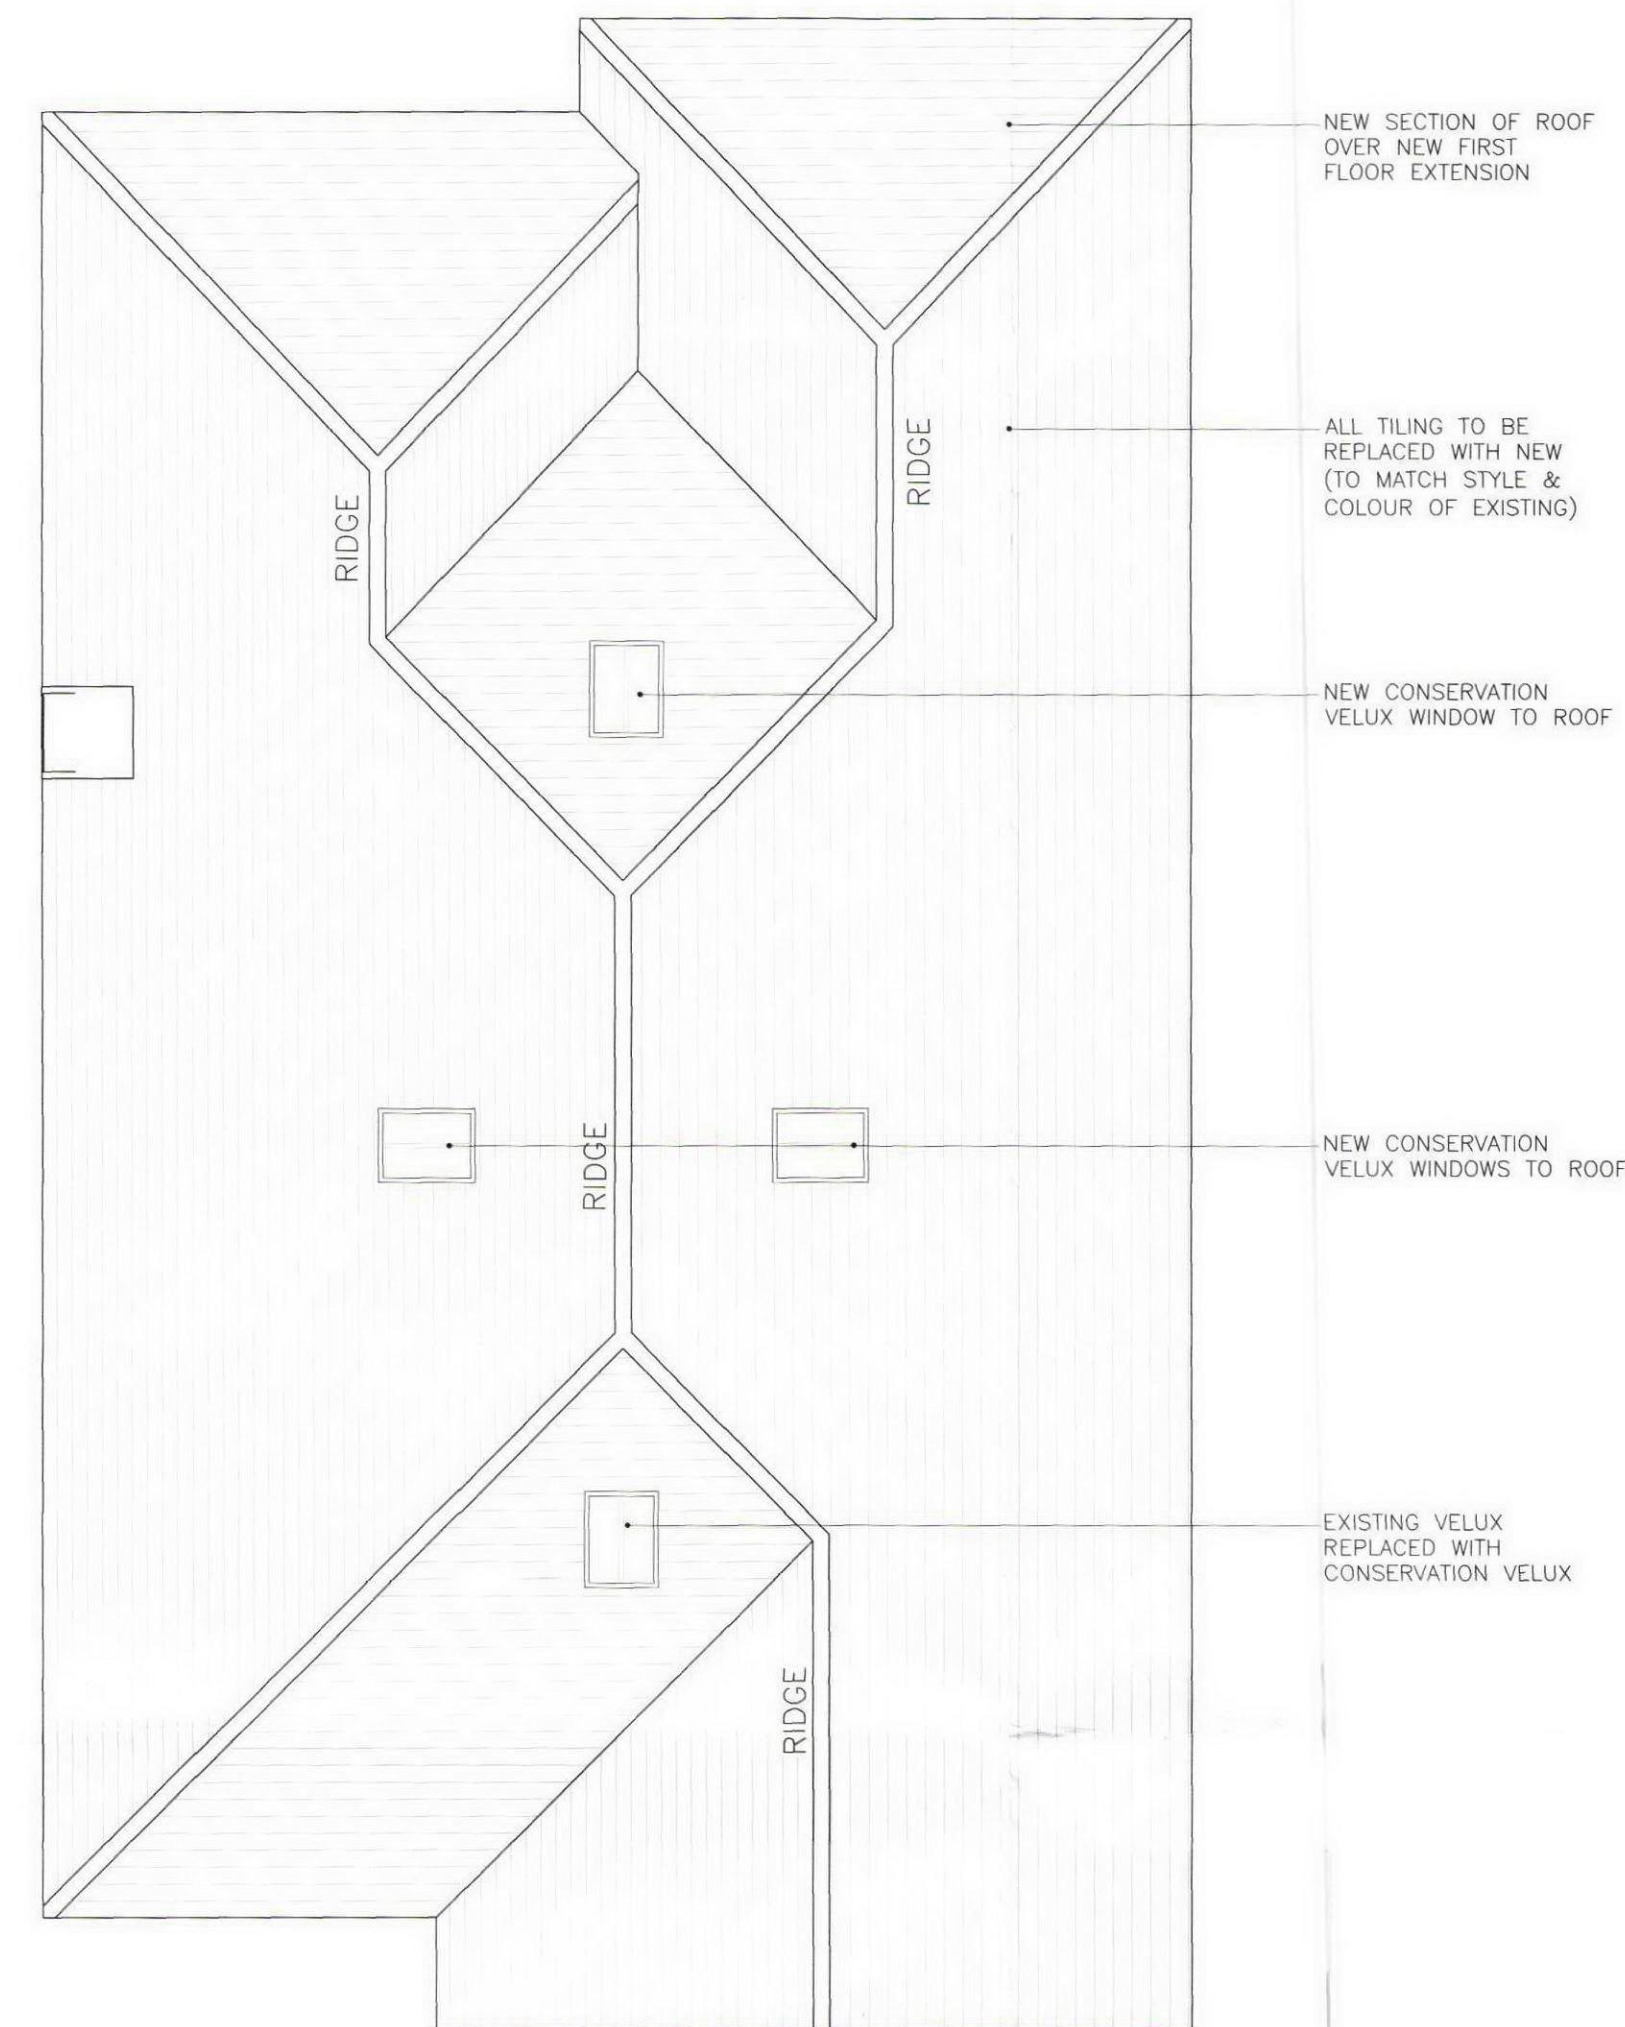 NEW SECTION OF ROOF
OVER NEW FIRST
FLOOR EXTENSION
RIDGE
ALL TILING TO BE
REPLACED WITH NEW
(TO MATCH STYLE &
COLOUR OF EXISTING)
RIDGE
NEW CONSERVATION
VELUX WINDOW TO ROOF
RIDGE
NEW CONSERVATION
VELUX WINDOWS TO ROOF
EXISTING VELUX
REPLACED WITH
CONSERVATION VELUX
RIDGE